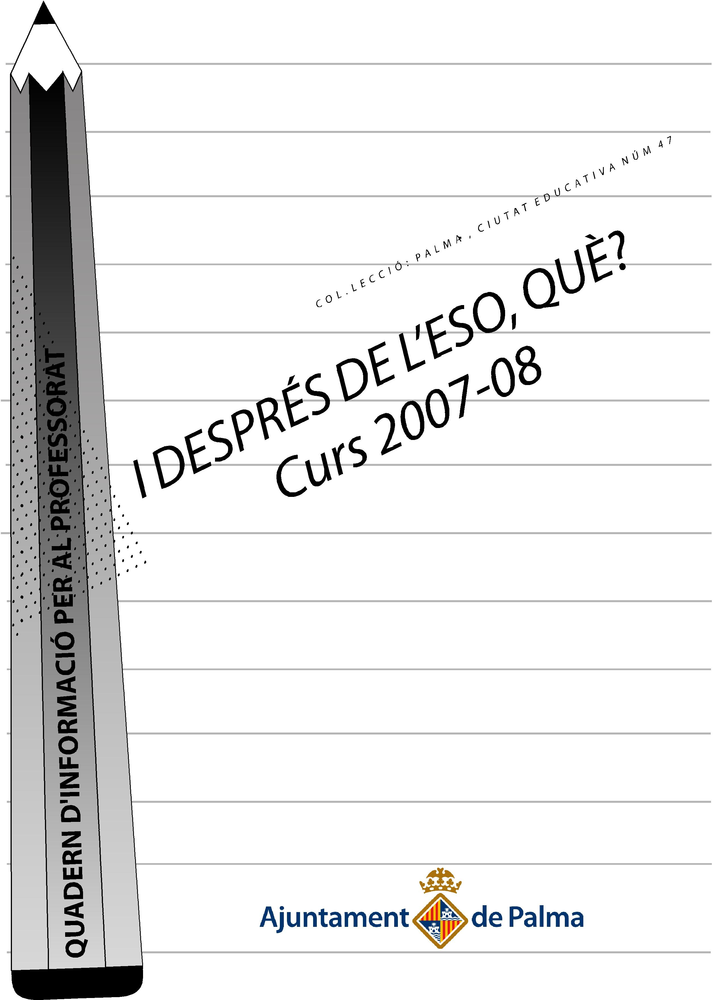 COL.LECCIÓ: PALMA, CIUTAT EDUCATIVA NÚM 47
I DESPRÉS DE L’ESO, QUÈ?
Curs 2007-08
QUADERN D'INFORMACIÓ PER AL PROFESSORAT
Ajuntament de Palma